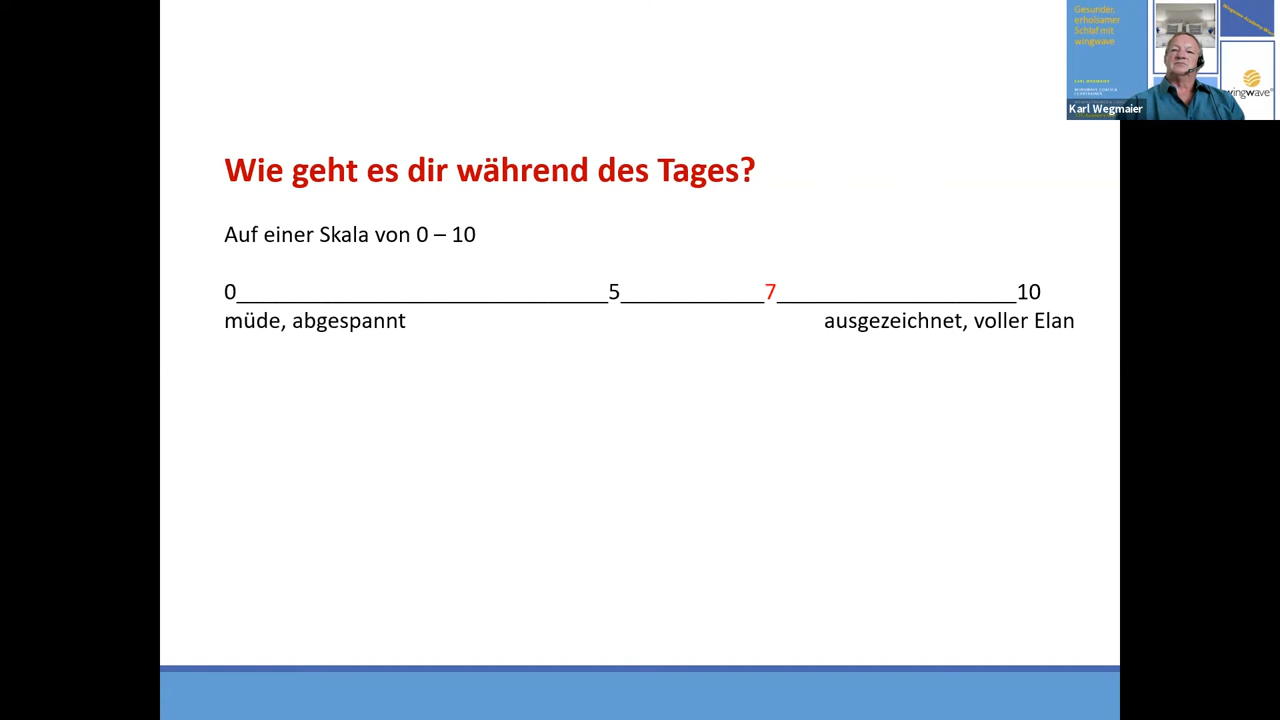 Wie geht es dir während des Tages?
Auf einer Skala von 0 – 10
0_______________________________5____________7____________________10
müde, abgespannt ausgezeichnet, voller Elan
Gesunder,
erholsamer
Schlaf mit
wingwave
KARL WEGMAIER
Karl Wegmaier
wingwave®